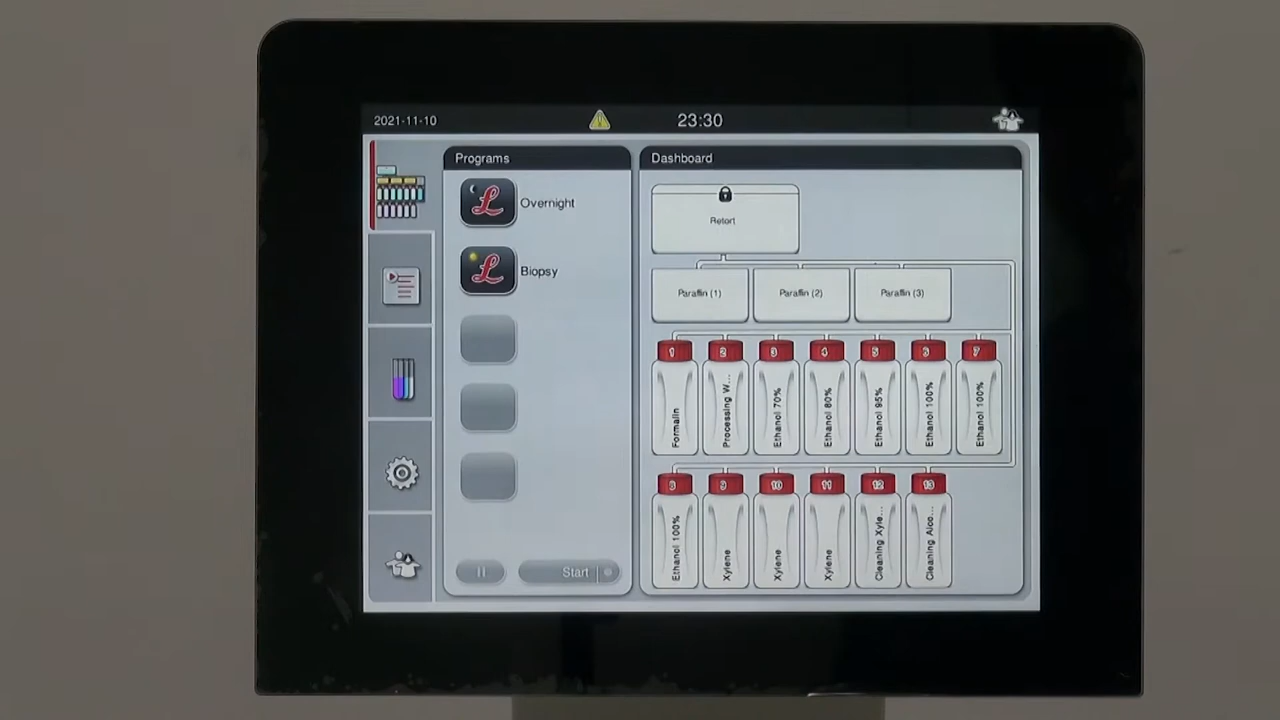 2021-11-10
23:30
Programs
Overnight
Biopsy
Start
Dashboard
Retort
Paraffin (1) Paraffin (2) Paraffin (3)
1 2 3 4 5 6 7
Formalin Processing W... Ethanol 70% Ethanol 80% Ethanol 95% Ethanol 100% Ethanol 100%
8 9 10 11 12 13
Ethanol 100% Xylene Xylene Xylene Cleaning Xyle... Cleaning Alco...